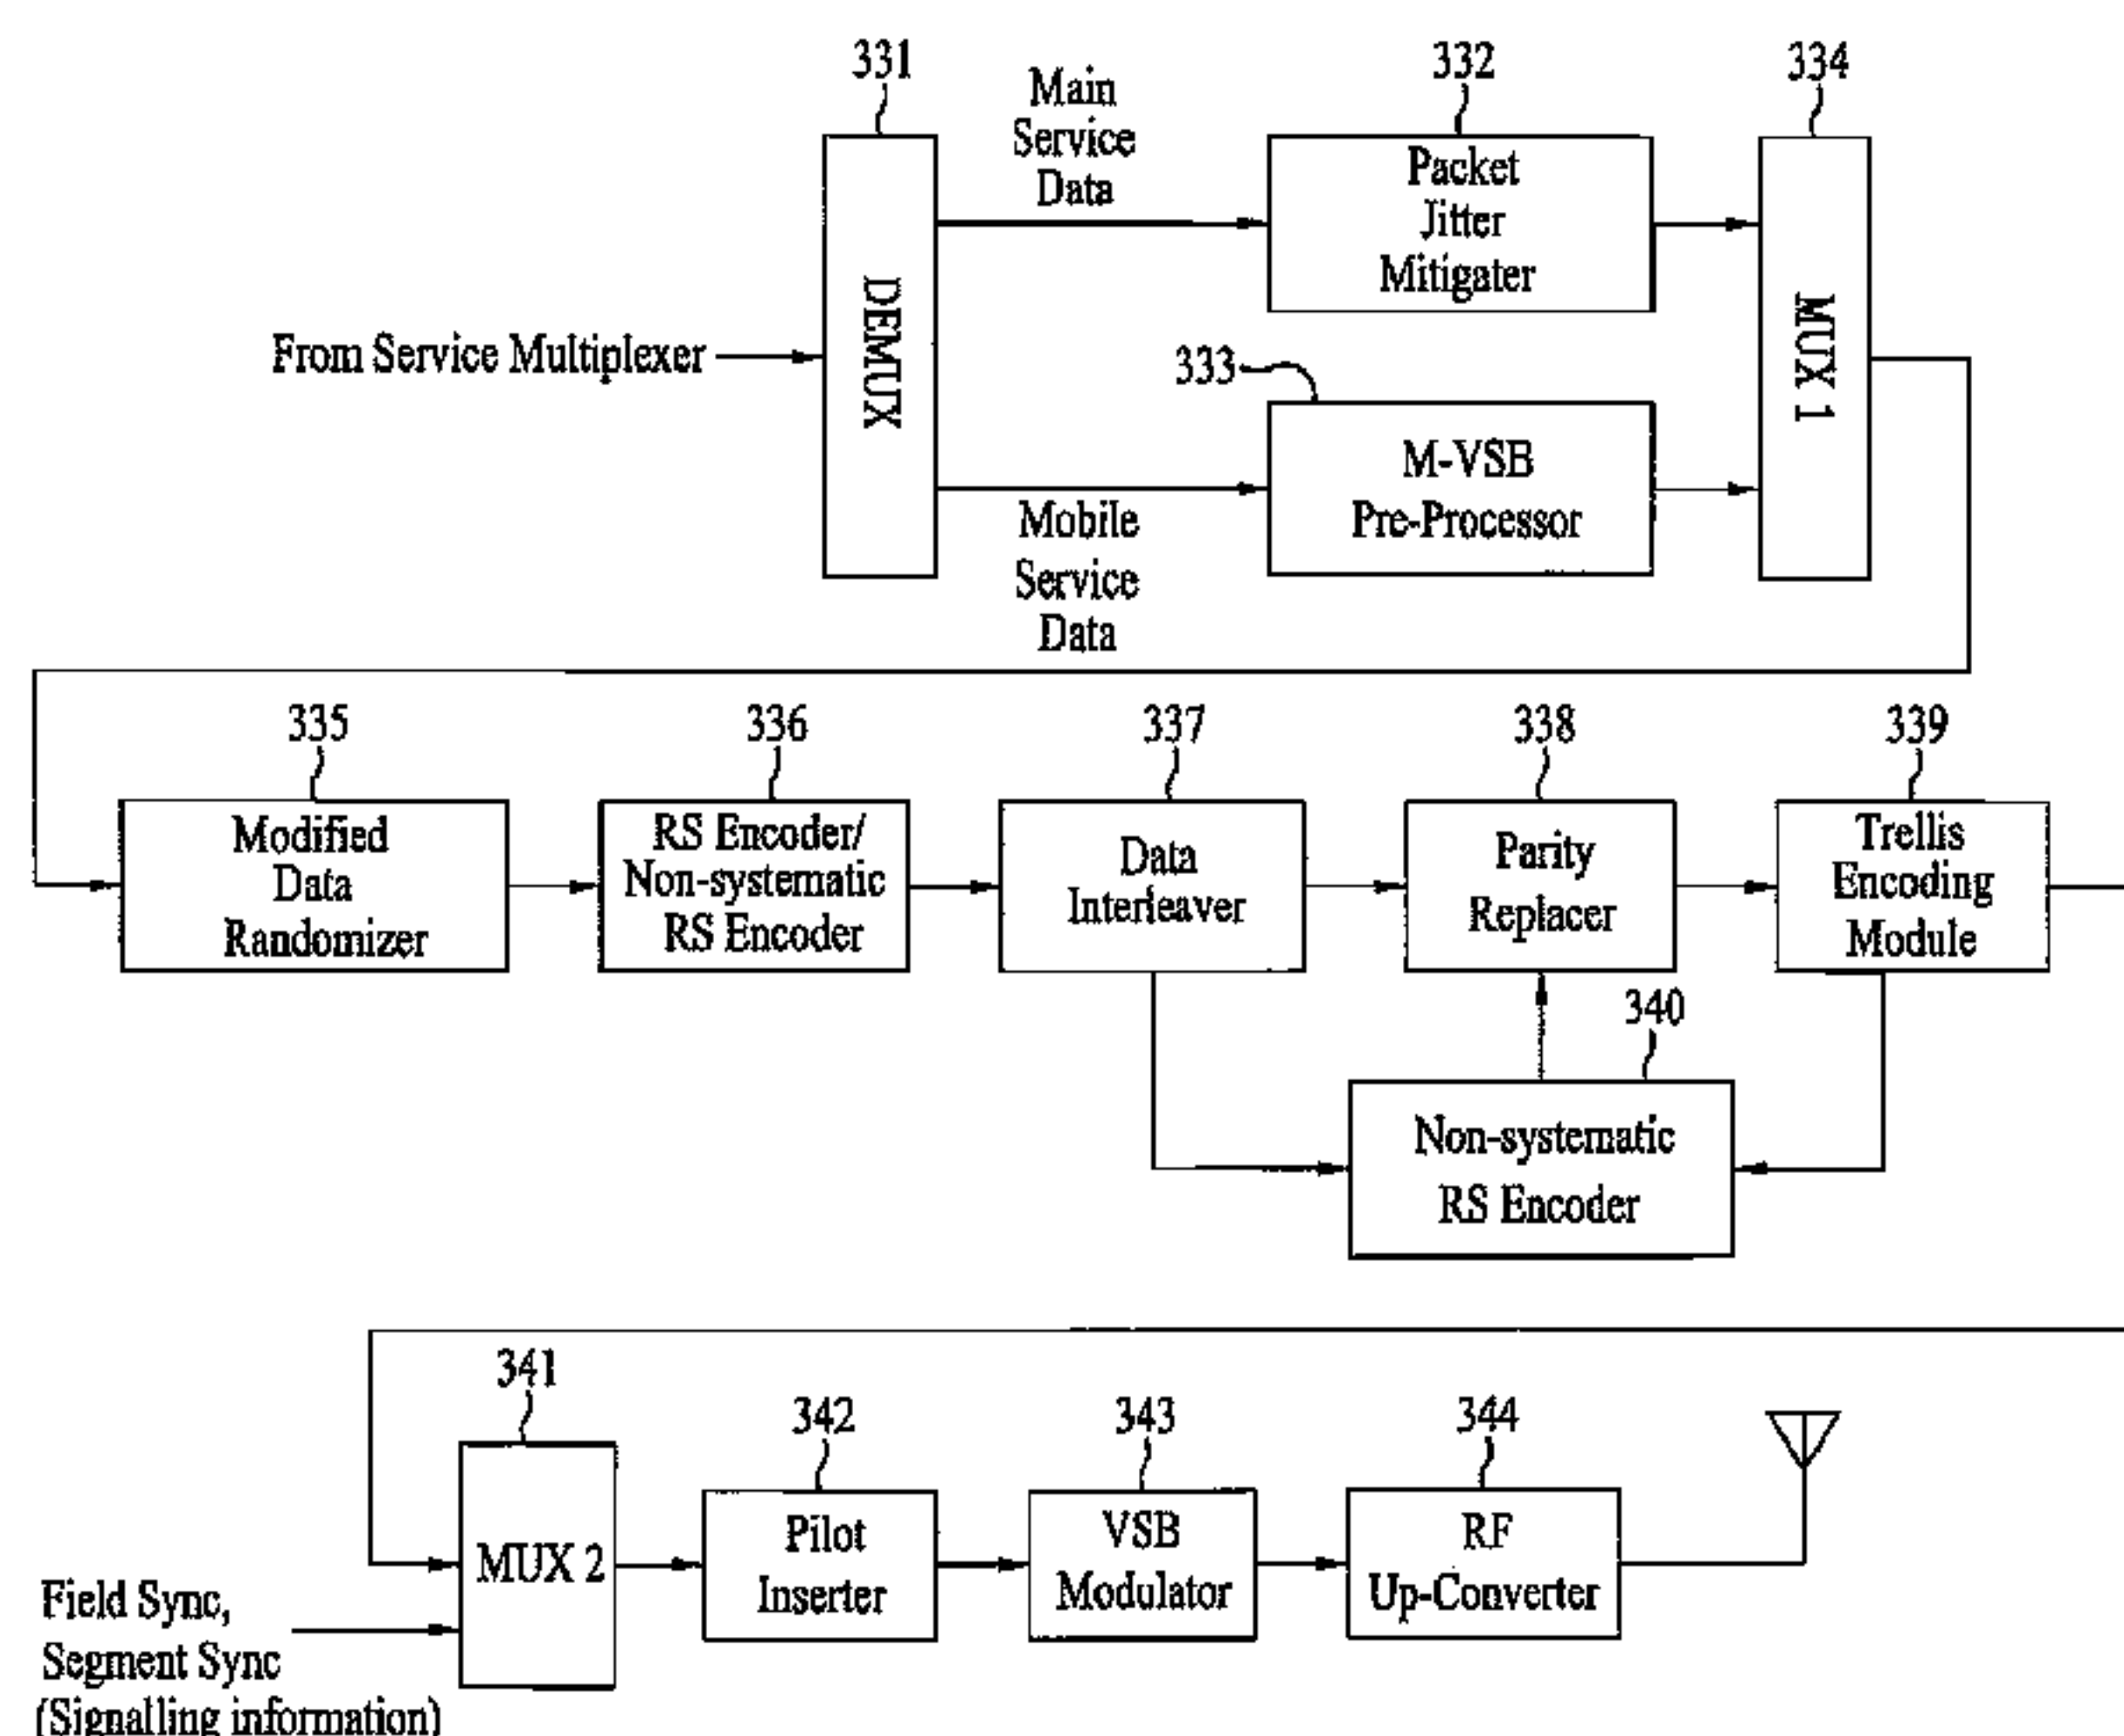 331
Main
Service
Data
332
334
Packet
Jitter
Mitigater
DEMUX
MUX 1
From Service Multiplexer
333
M-VSB
Pre-Processor
Mobile
Service
Data
335
336
337
338
339
Modified
Data
Randomizer
RS Encoder/
Non-systematic
RS Encoder
Data
Interleaver
Parity
Replacer
Trellis
Encoding
Module
340
Non-systematic
RS Encoder
341
342
343
344
MUX 2
Pilot
Inserter
VSB
Modulator
RF
Up-Converter
Field Sync,
Segment Sync
(Signalling information)